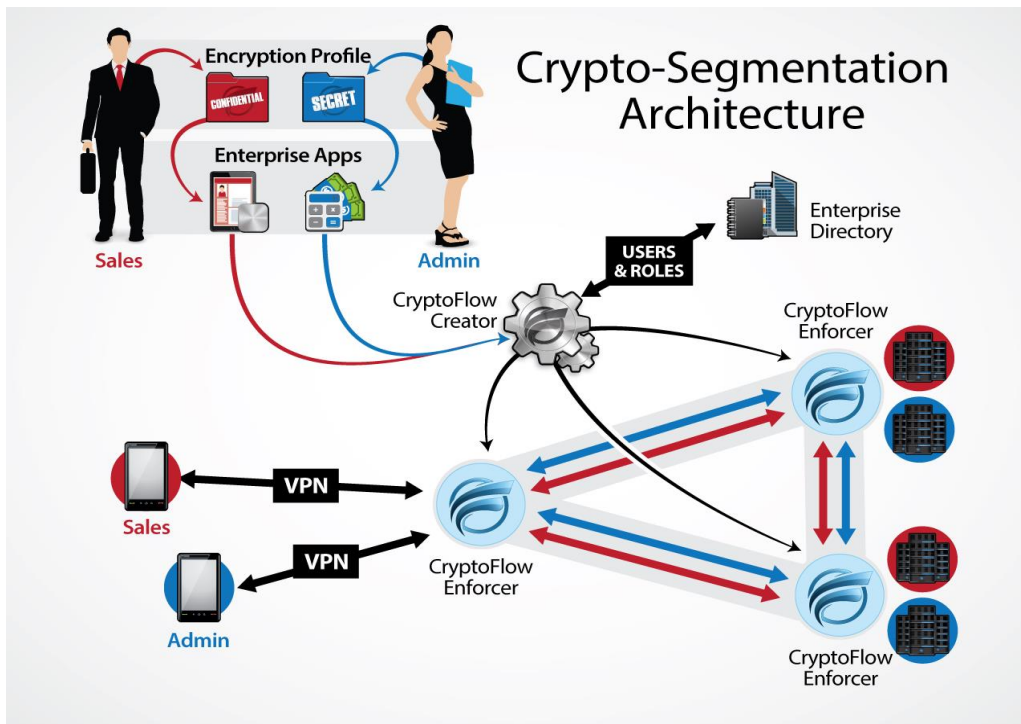 Crypto-Segmentation
Architecture
Encryption Profile
CONFIDENTIAL
SECRET
Enterprise Apps
Sales
Admin
Enterprise
Directory
USERS
& ROLES
CryptoFlow
Creator
CryptoFlow
Enforcer
VPN
Sales
VPN
Admin
CryptoFlow
Enforcer
CryptoFlow
Enforcer